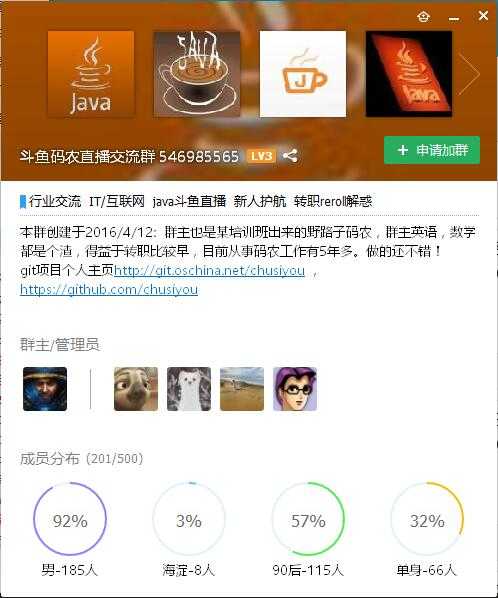 Java
JAVA
J
Java
斗鱼码农直播交流群 546985565 LV3
+ 申请加群
行业交流 IT/互联网 java斗鱼直播 新人护航 转职reroll解惑
本群创建于2016/4/12：群主也是某培训班出来的野路子码农，群主英语，数学
都是个渣，得益于转职比较早，目前从事码农工作有5年多。做的还不错！
git项目个人主页http://git.oschina.net/chusiyou ，
https://github.com/chusiyou
群主/管理员
成员分布 (201/500)
92% 3% 57% 32%
男-185人 海淀-8人 90后-115人 单身-66人